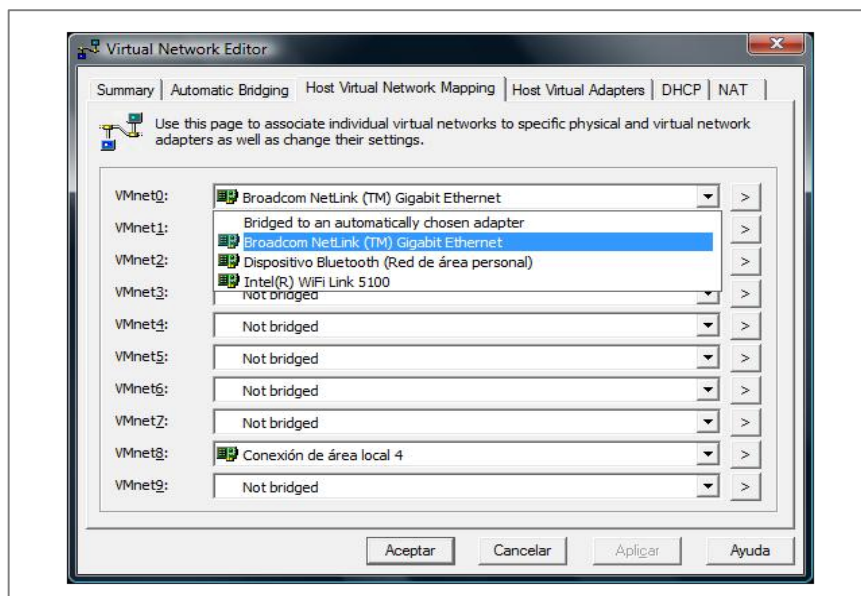 Virtual Network Editor
Summary Automatic Bridging Host Virtual Network Mapping Host Virtual Adapters DHCP NAT
Use this page to associate individual virtual networks to specific physical and virtual network
adapters as well as change their settings.
VMnet0: Broadcom NetLink (TM) Gigabit Ethernet >
VMnet1: Bridged to an automatically chosen adapter >
Broadcom NetLink (TM) Gigabit Ethernet
VMnet2: Dispositivo Bluetooth (Red de área personal) >
Intel(R) WiFi Link 5100
VMnet3: Not bridged >
VMnet4: Not bridged >
VMnet5: Not bridged >
VMnet6: Not bridged >
VMnet7: Not bridged >
VMnet8: Conexión de área local 4 >
VMnet9: Not bridged >
Aceptar Cancelar Aplicar Ayuda